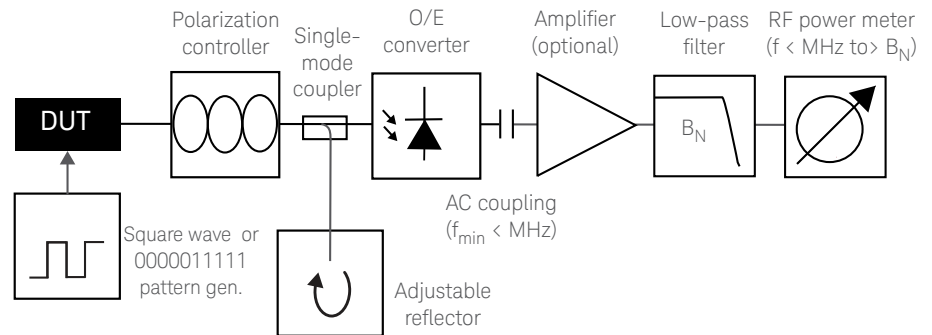 Polarization
controller
Single-
mode
coupler
O/E
converter
Amplifier
(optional)
Low-pass
filter
RF power meter
(f < MHz to> B_N)
DUT
B_N
AC coupling
(f_min < MHz)
Square wave or
0000011111
pattern gen.
Adjustable
reflector